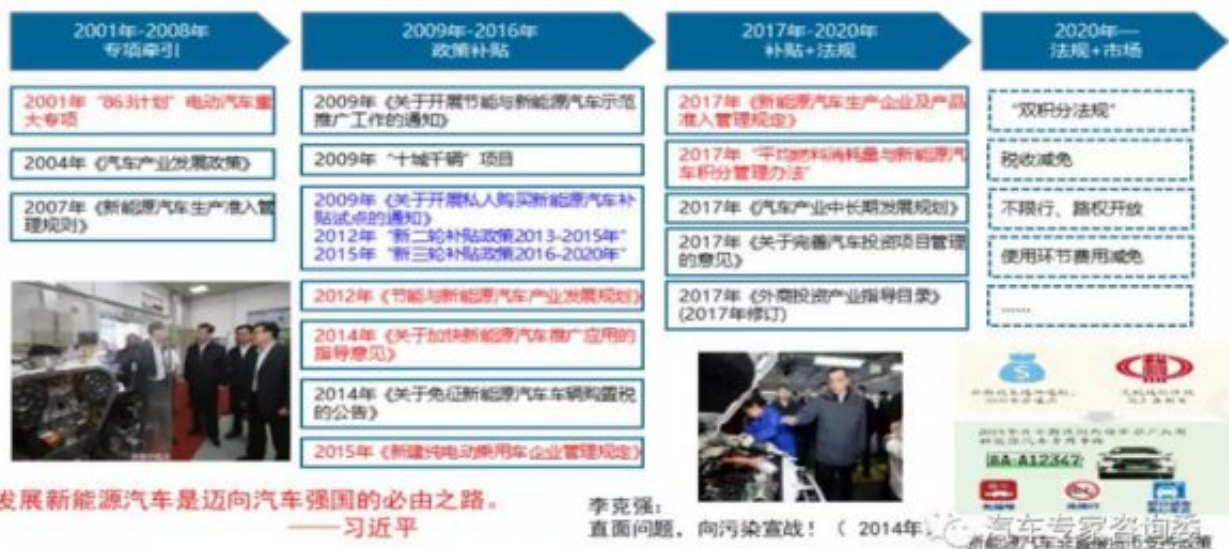 2001年-2008年
专项牵引
2001年“863计划”电动汽车重
大专项
2004年《汽车产业发展政策》
2007年《新能源汽车生产准入管
理规则》
2009年-2016年
政策补贴
2009年《关于开展节能与新能源汽车示范
推广工作的通知》
2009年“十城千辆”项目
2009年《关于开展私人购买新能源汽车补
贴试点的通知》
2012年“新二轮补贴政策2013-2015年”
2015年“新三轮补贴政策2016-2020年”
2012年《节能与新能源汽车产业发展规划》
2014年《关于加快新能源汽车推广应用的
指导意见》
2014年《关于免征新能源汽车车辆购置税
的公告》
2015年《新建纯电动乘用车企业管理规定》
2017年-2020年
补贴+法规
2017年《新能源汽车生产企业及产品
准入管理规定》
2017年“平均燃料消耗量与新能源汽
车积分管理办法”
2017年《汽车产业中长期发展规划》
2017年《关于完善汽车投资项目管理
的意见》
2017年《外商投资产业指导目录》
(2017年修订)
2020年—
法规+市场
“双积分法规”
税收减免
不限行、路权开放
使用环节费用减免
……
BA-A12347
发展新能源汽车是迈向汽车强国的必由之路。
——习近平
李克强:
直面问题,向污染宣战!( 2014年
汽车专家咨询委